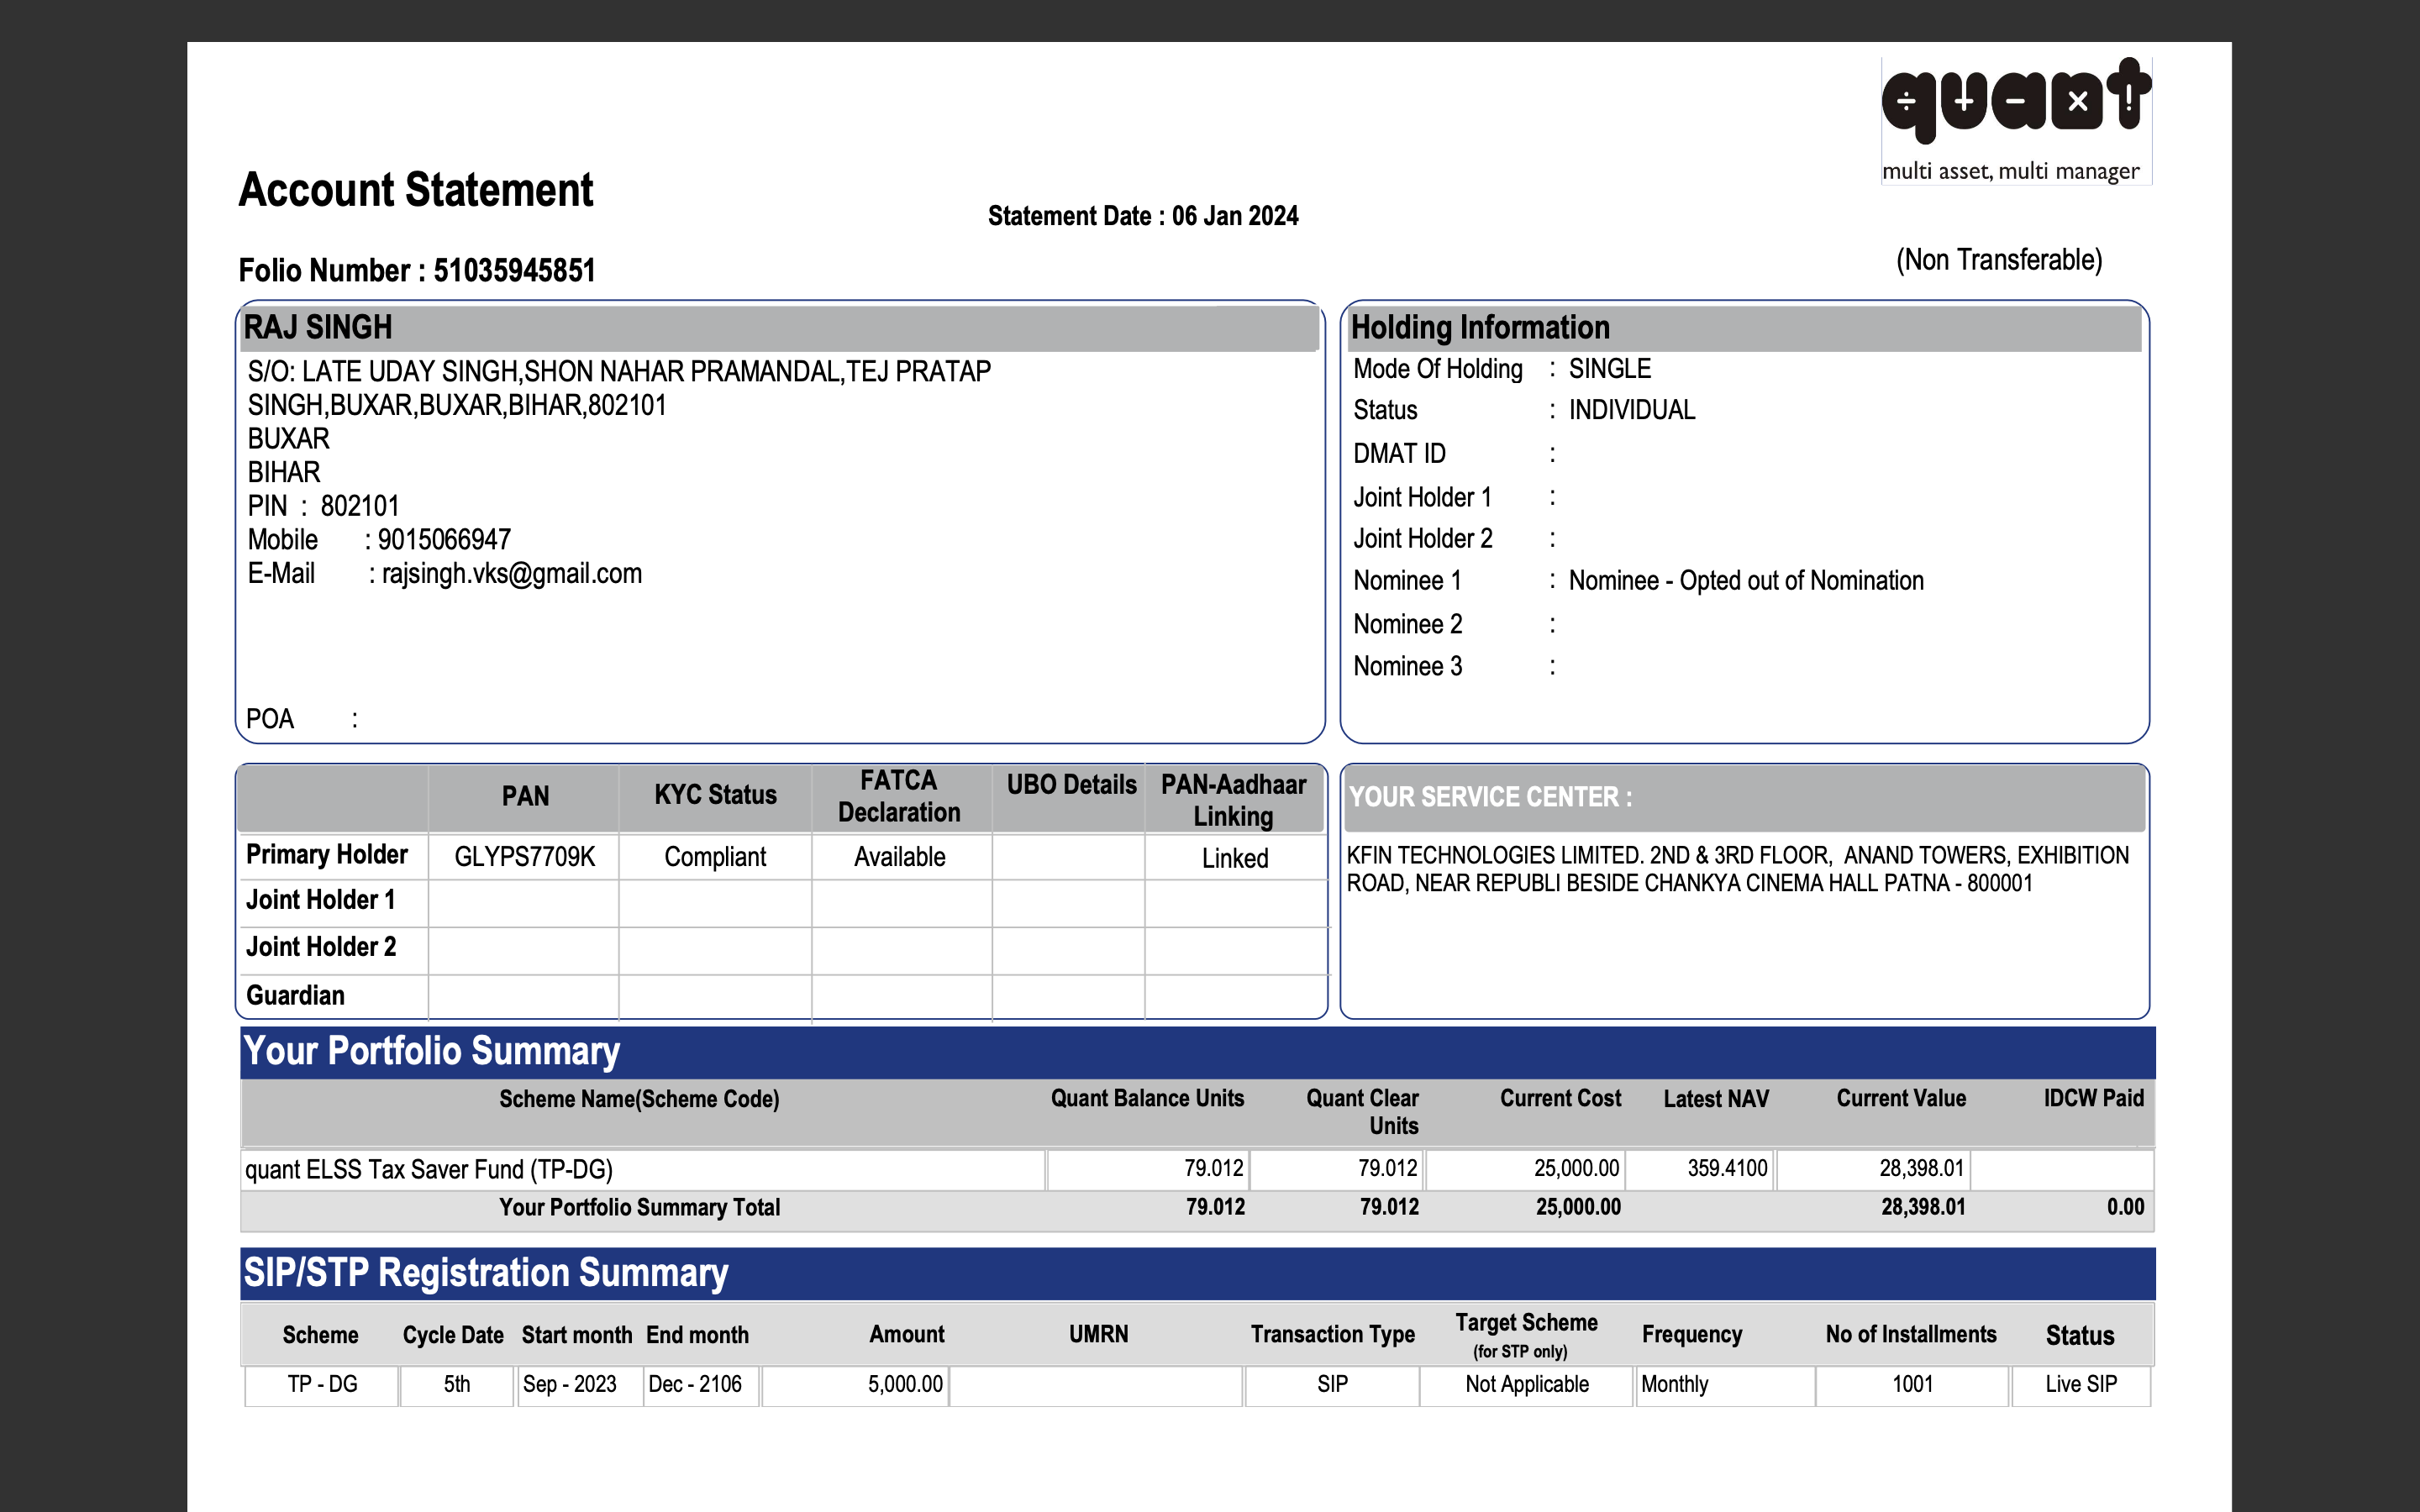 quant
multi asset, multi manager
Account Statement
Statement Date : 06 Jan 2024
Folio Number : 51035945851
(Non Transferable)
RAJ SINGH
S/O: LATE UDAY SINGH,SHON NAHAR PRAMANDAL,TEJ PRATAP
SINGH,BUXAR,BUXAR,BIHAR,802101
BUXAR
BIHAR
PIN : 802101
Mobile : 9015066947
E-Mail : rajsingh.vks@gmail.com
POA :
Holding Information
Mode Of Holding : SINGLE
Status : INDIVIDUAL
DMAT ID :
Joint Holder 1 :
Joint Holder 2 :
Nominee 1 : Nominee - Opted out of Nomination
Nominee 2 :
Nominee 3 :
PAN KYC Status FATCA Declaration UBO Details PAN-Aadhaar Linking
Primary Holder GLYPS7709K Compliant Available Linked
Joint Holder 1
Joint Holder 2
Guardian
YOUR SERVICE CENTER :
KFIN TECHNOLOGIES LIMITED. 2ND & 3RD FLOOR, ANAND TOWERS, EXHIBITION
ROAD, NEAR REPUBLI BESIDE CHANKYA CINEMA HALL PATNA - 800001
Your Portfolio Summary
Scheme Name(Scheme Code) Quant Balance Units Quant Clear Units Current Cost Latest NAV Current Value IDCW Paid
quant ELSS Tax Saver Fund (TP-DG) 79.012 79.012 25,000.00 359.4100 28,398.01
Your Portfolio Summary Total 79.012 79.012 25,000.00 28,398.01 0.00
SIP/STP Registration Summary
Scheme Cycle Date Start month End month Amount UMRN Transaction Type Target Scheme (for STP only) Frequency No of Installments Status
TP - DG 5th Sep - 2023 Dec - 2106 5,000.00 SIP Not Applicable Monthly 1001 Live SIP